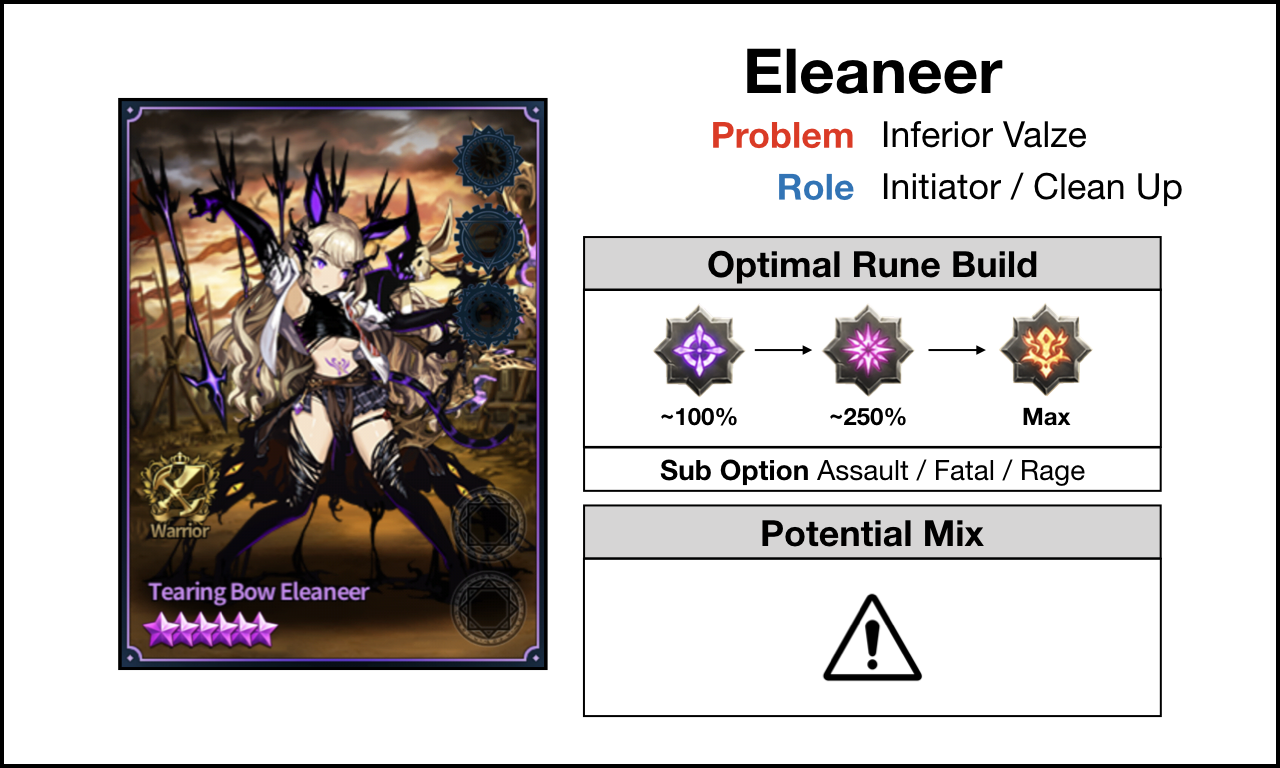 Eleaneer
Problem Inferior Valze
Role Initiator / Clean Up
Optimal Rune Build
~100% ~250% Max
Sub Option Assault / Fatal / Rage
Potential Mix
Warrior
Tearing Bow Eleaneer